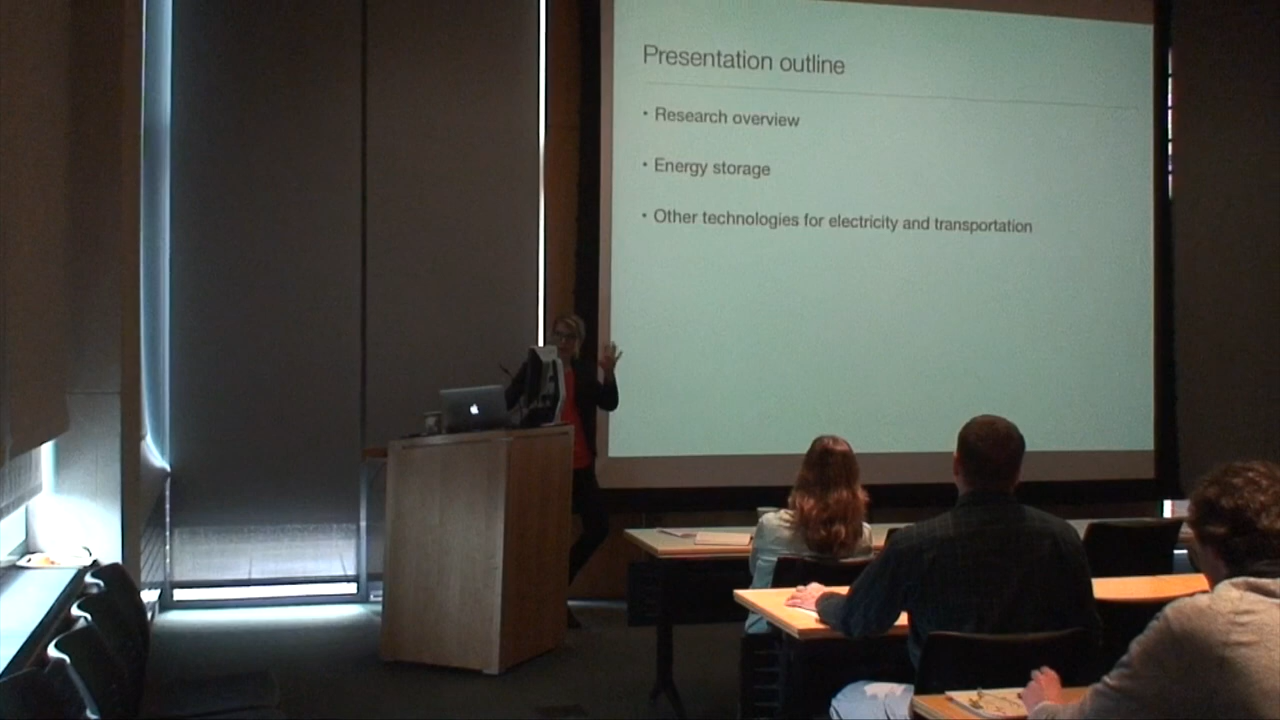 Presentation outline
• Research overview
• Energy storage
• Other technologies for electricity and transportation